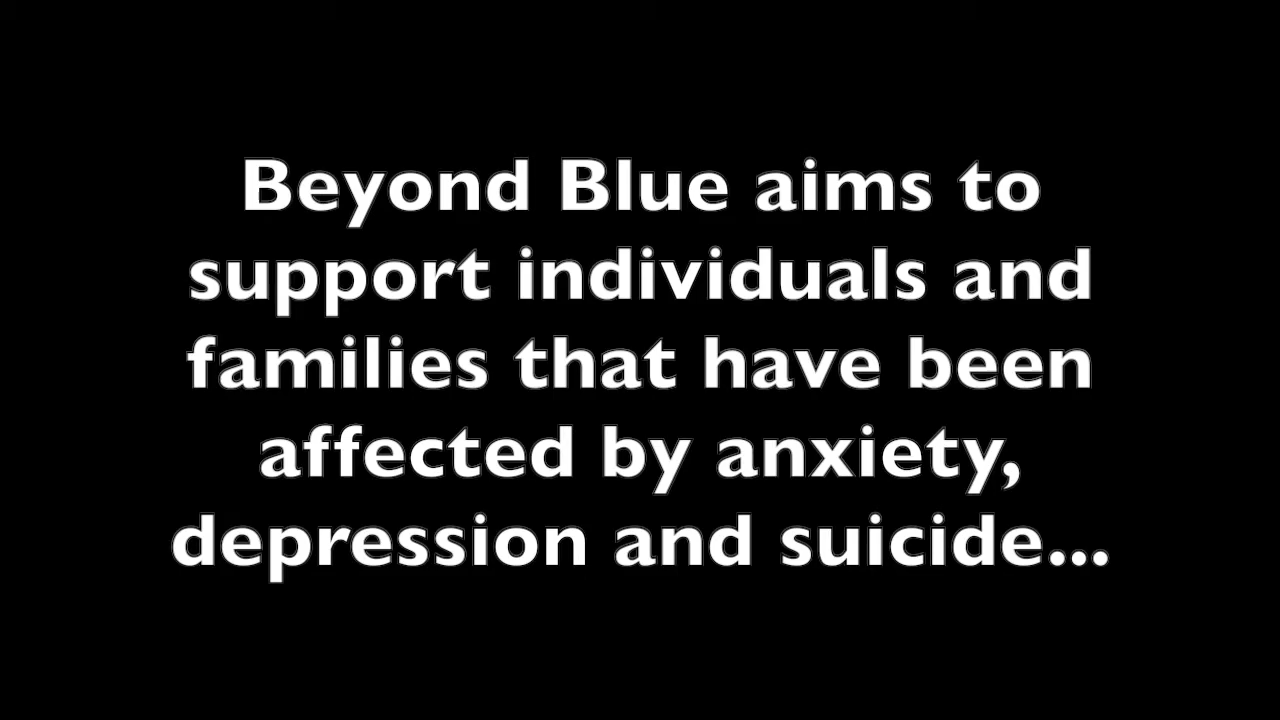 Beyond Blue aims to
support individuals and
families that have been
affected by anxiety,
depression and suicide...